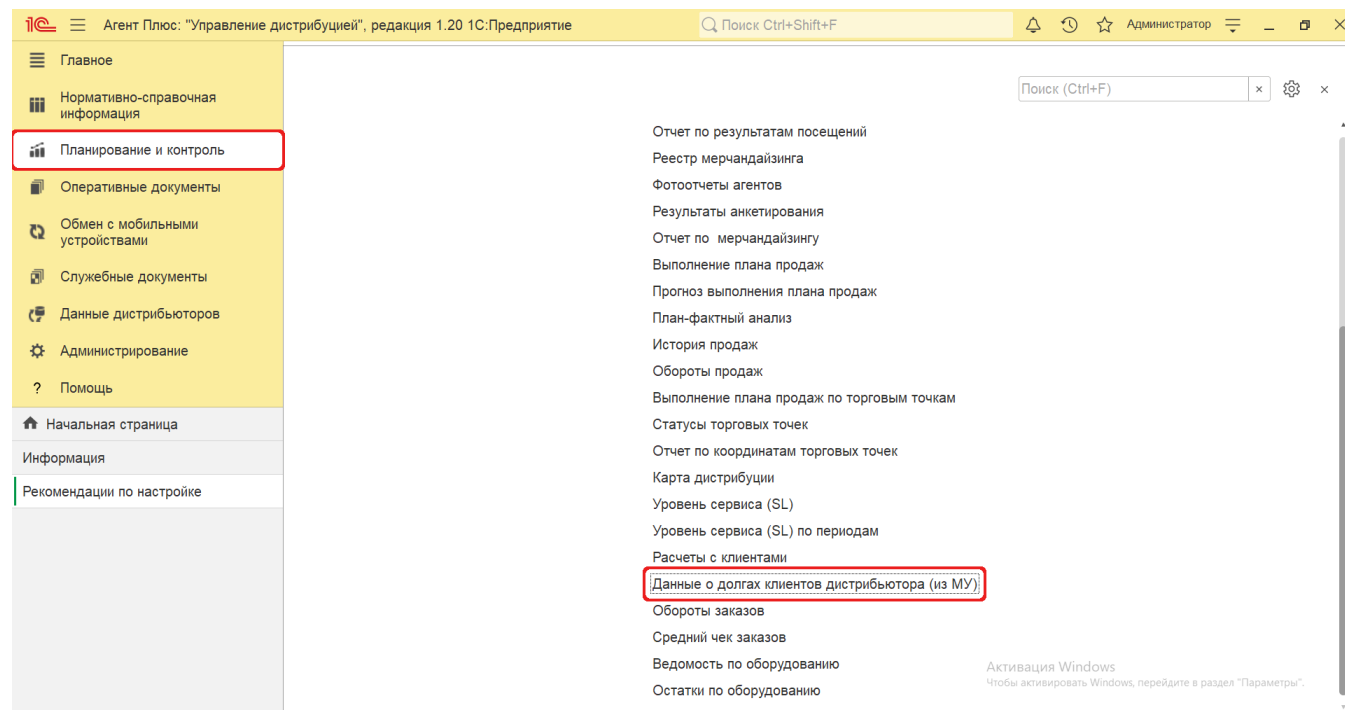 1С Агент Плюс: "Управление дистрибуцией", редакция 1.20 1С:Предприятие Поиск Ctrl+Shift+F Администратор
Главное
Нормативно-справочная
информация
Планирование и контроль
Оперативные документы
Обмен с мобильными
устройствами
Служебные документы
Данные дистрибьюторов
Администрирование
? Помощь
Начальная страница
Информация
Рекомендации по настройке
Поиск (Ctrl+F)
Отчет по результатам посещений
Реестр мерчандайзинга
Фотоотчеты агентов
Результаты анкетирования
Отчет по мерчандайзингу
Выполнение плана продаж
Прогноз выполнения плана продаж
План-фактный анализ
История продаж
Обороты продаж
Выполнение плана продаж по торговым точкам
Статусы торговых точек
Отчет по координатам торговых точек
Карта дистрибуции
Уровень сервиса (SL)
Уровень сервиса (SL) по периодам
Расчеты с клиентами
Данные о долгах клиентов дистрибьютора (из МУ)
Обороты заказов
Средний чек заказов
Ведомость по оборудованию
Остатки по оборудованию
Активация Windows
Чтобы активировать Windows, перейдите в раздел "Параметры".